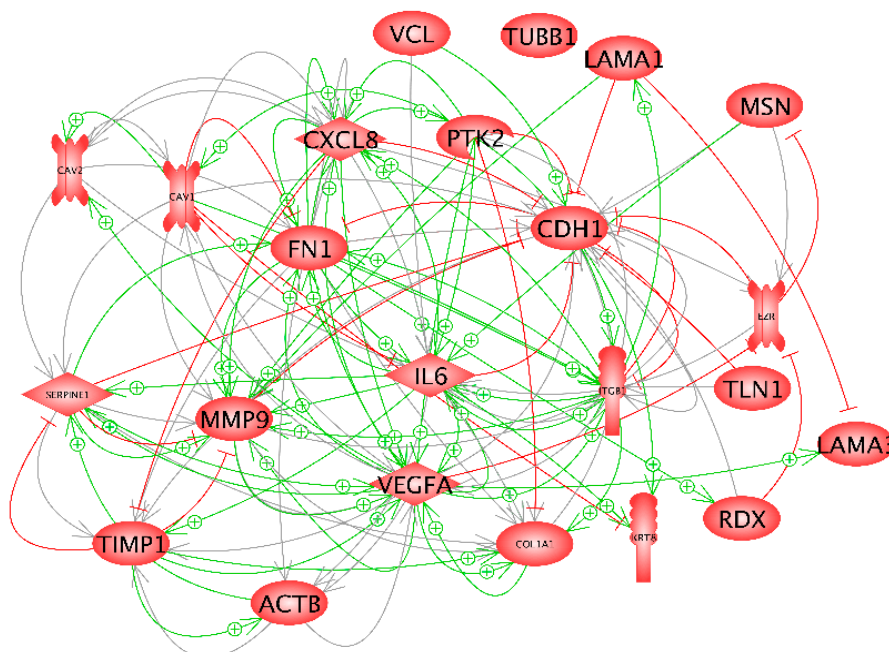 VCL
TUBB1
LAMA1
MSN
CXCL8
PTK2
CAV2
CAV1
CDH1
FN1
EZR
IL6
SERPINE1
ITGB1
TLN1
MMP9
LAMA3
VEGFA
RDX
TIMP1
COL1A1
KRT8
ACTB